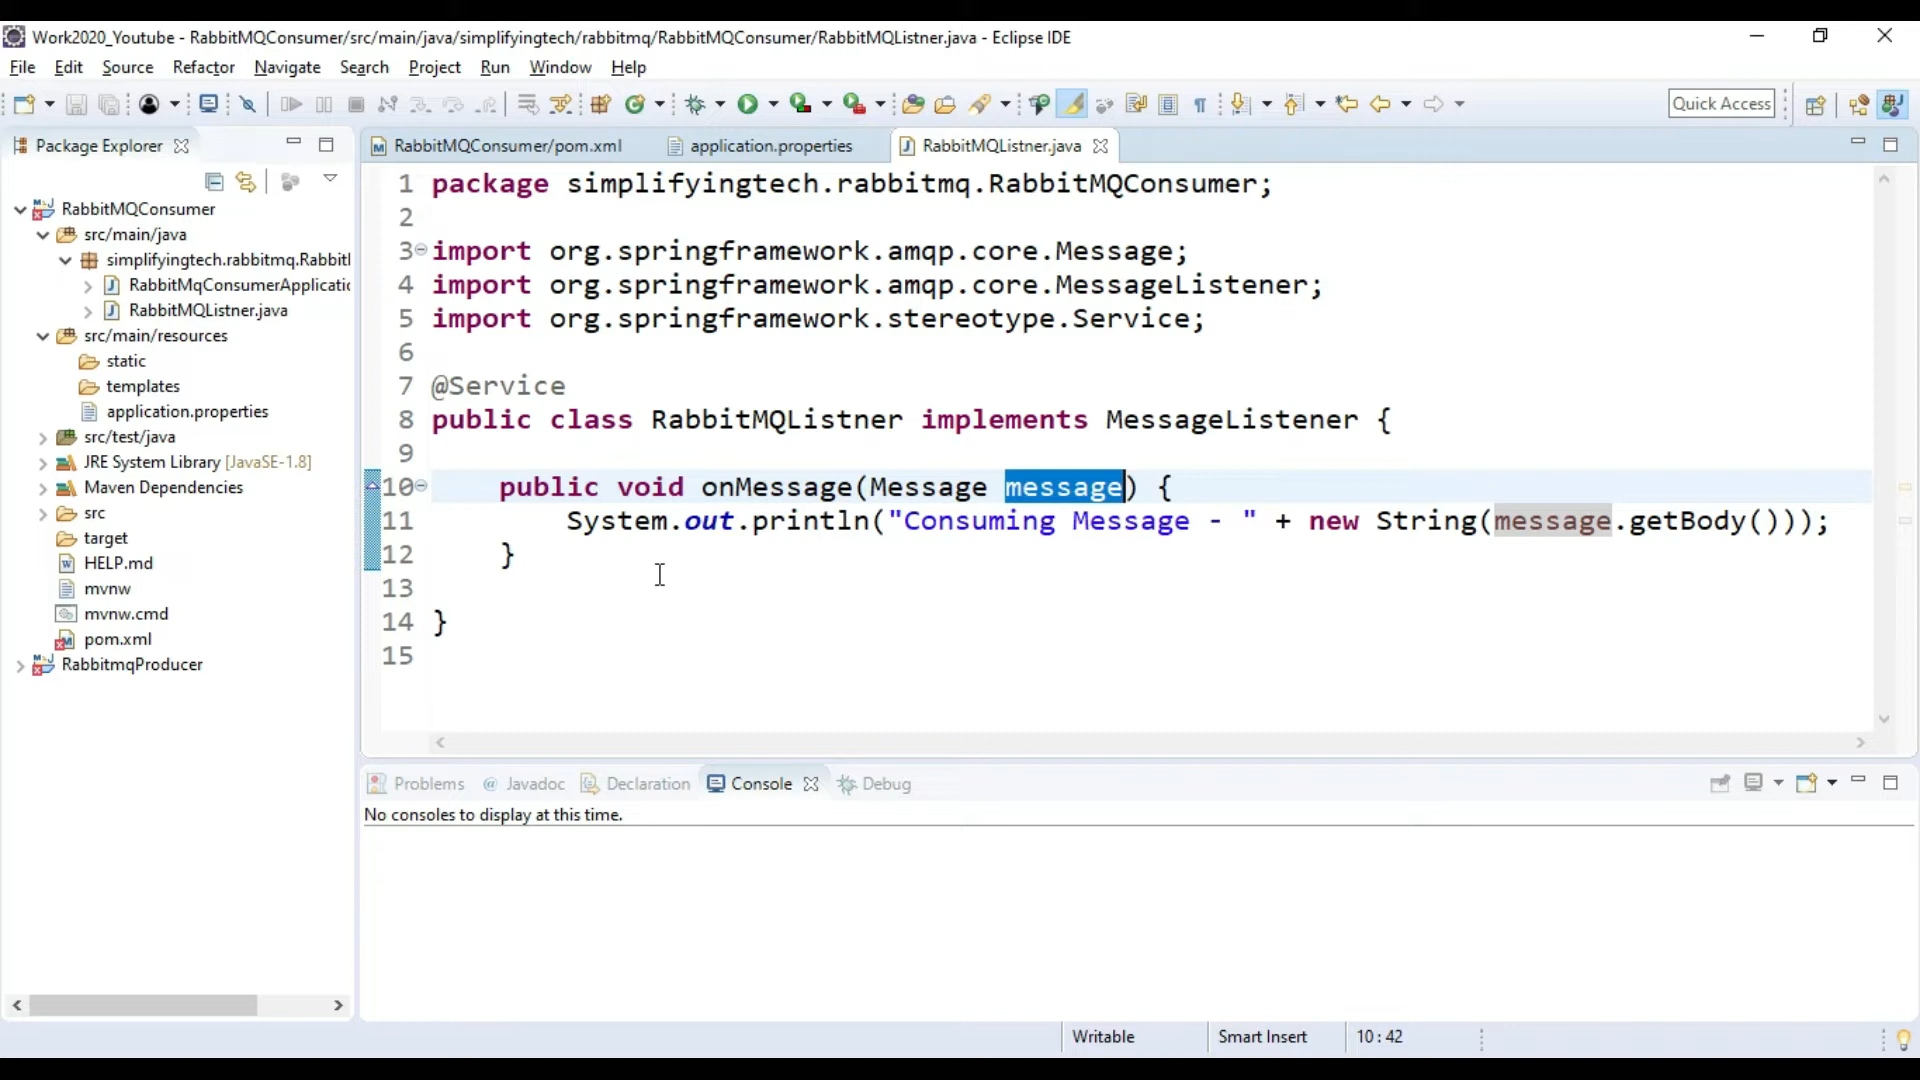 Work2020_Youtube - RabbitMQConsumer/src/main/java/simplifyingtech/rabbitmq/RabbitMQConsumer/RabbitMQListner.java - Eclipse IDE
File Edit Source Refactor Navigate Search Project Run Window Help
Quick Access
Package Explorer
RabbitMQConsumer
src/main/java
simplifyingtech.rabbitmq.Rabbitl
RabbitMqConsumerApplicatio
RabbitMQListner.java
src/main/resources
static
templates
application.properties
src/test/java
JRE System Library [JavaSE-1.8]
Maven Dependencies
src
target
HELP.md
mvnw
mvnw.cmd
pom.xml
RabbitmqProducer
RabbitMQConsumer/pom.xml application.properties RabbitMQListner.java
1 package simplifyingtech.rabbitmq.RabbitMQConsumer;
2
3 import org.springframework.amqp.core.Message;
4 import org.springframework.amqp.core.MessageListener;
5 import org.springframework.stereotype.Service;
6
7 @Service
8 public class RabbitMQListner implements MessageListener {
9
10 public void onMessage(Message message) {
11 System.out.println("Consuming Message - " + new String(message.getBody()));
12 }
13
14 }
15
Problems Javadoc Declaration Console Debug
No consoles to display at this time.
Writable Smart Insert 10 : 42